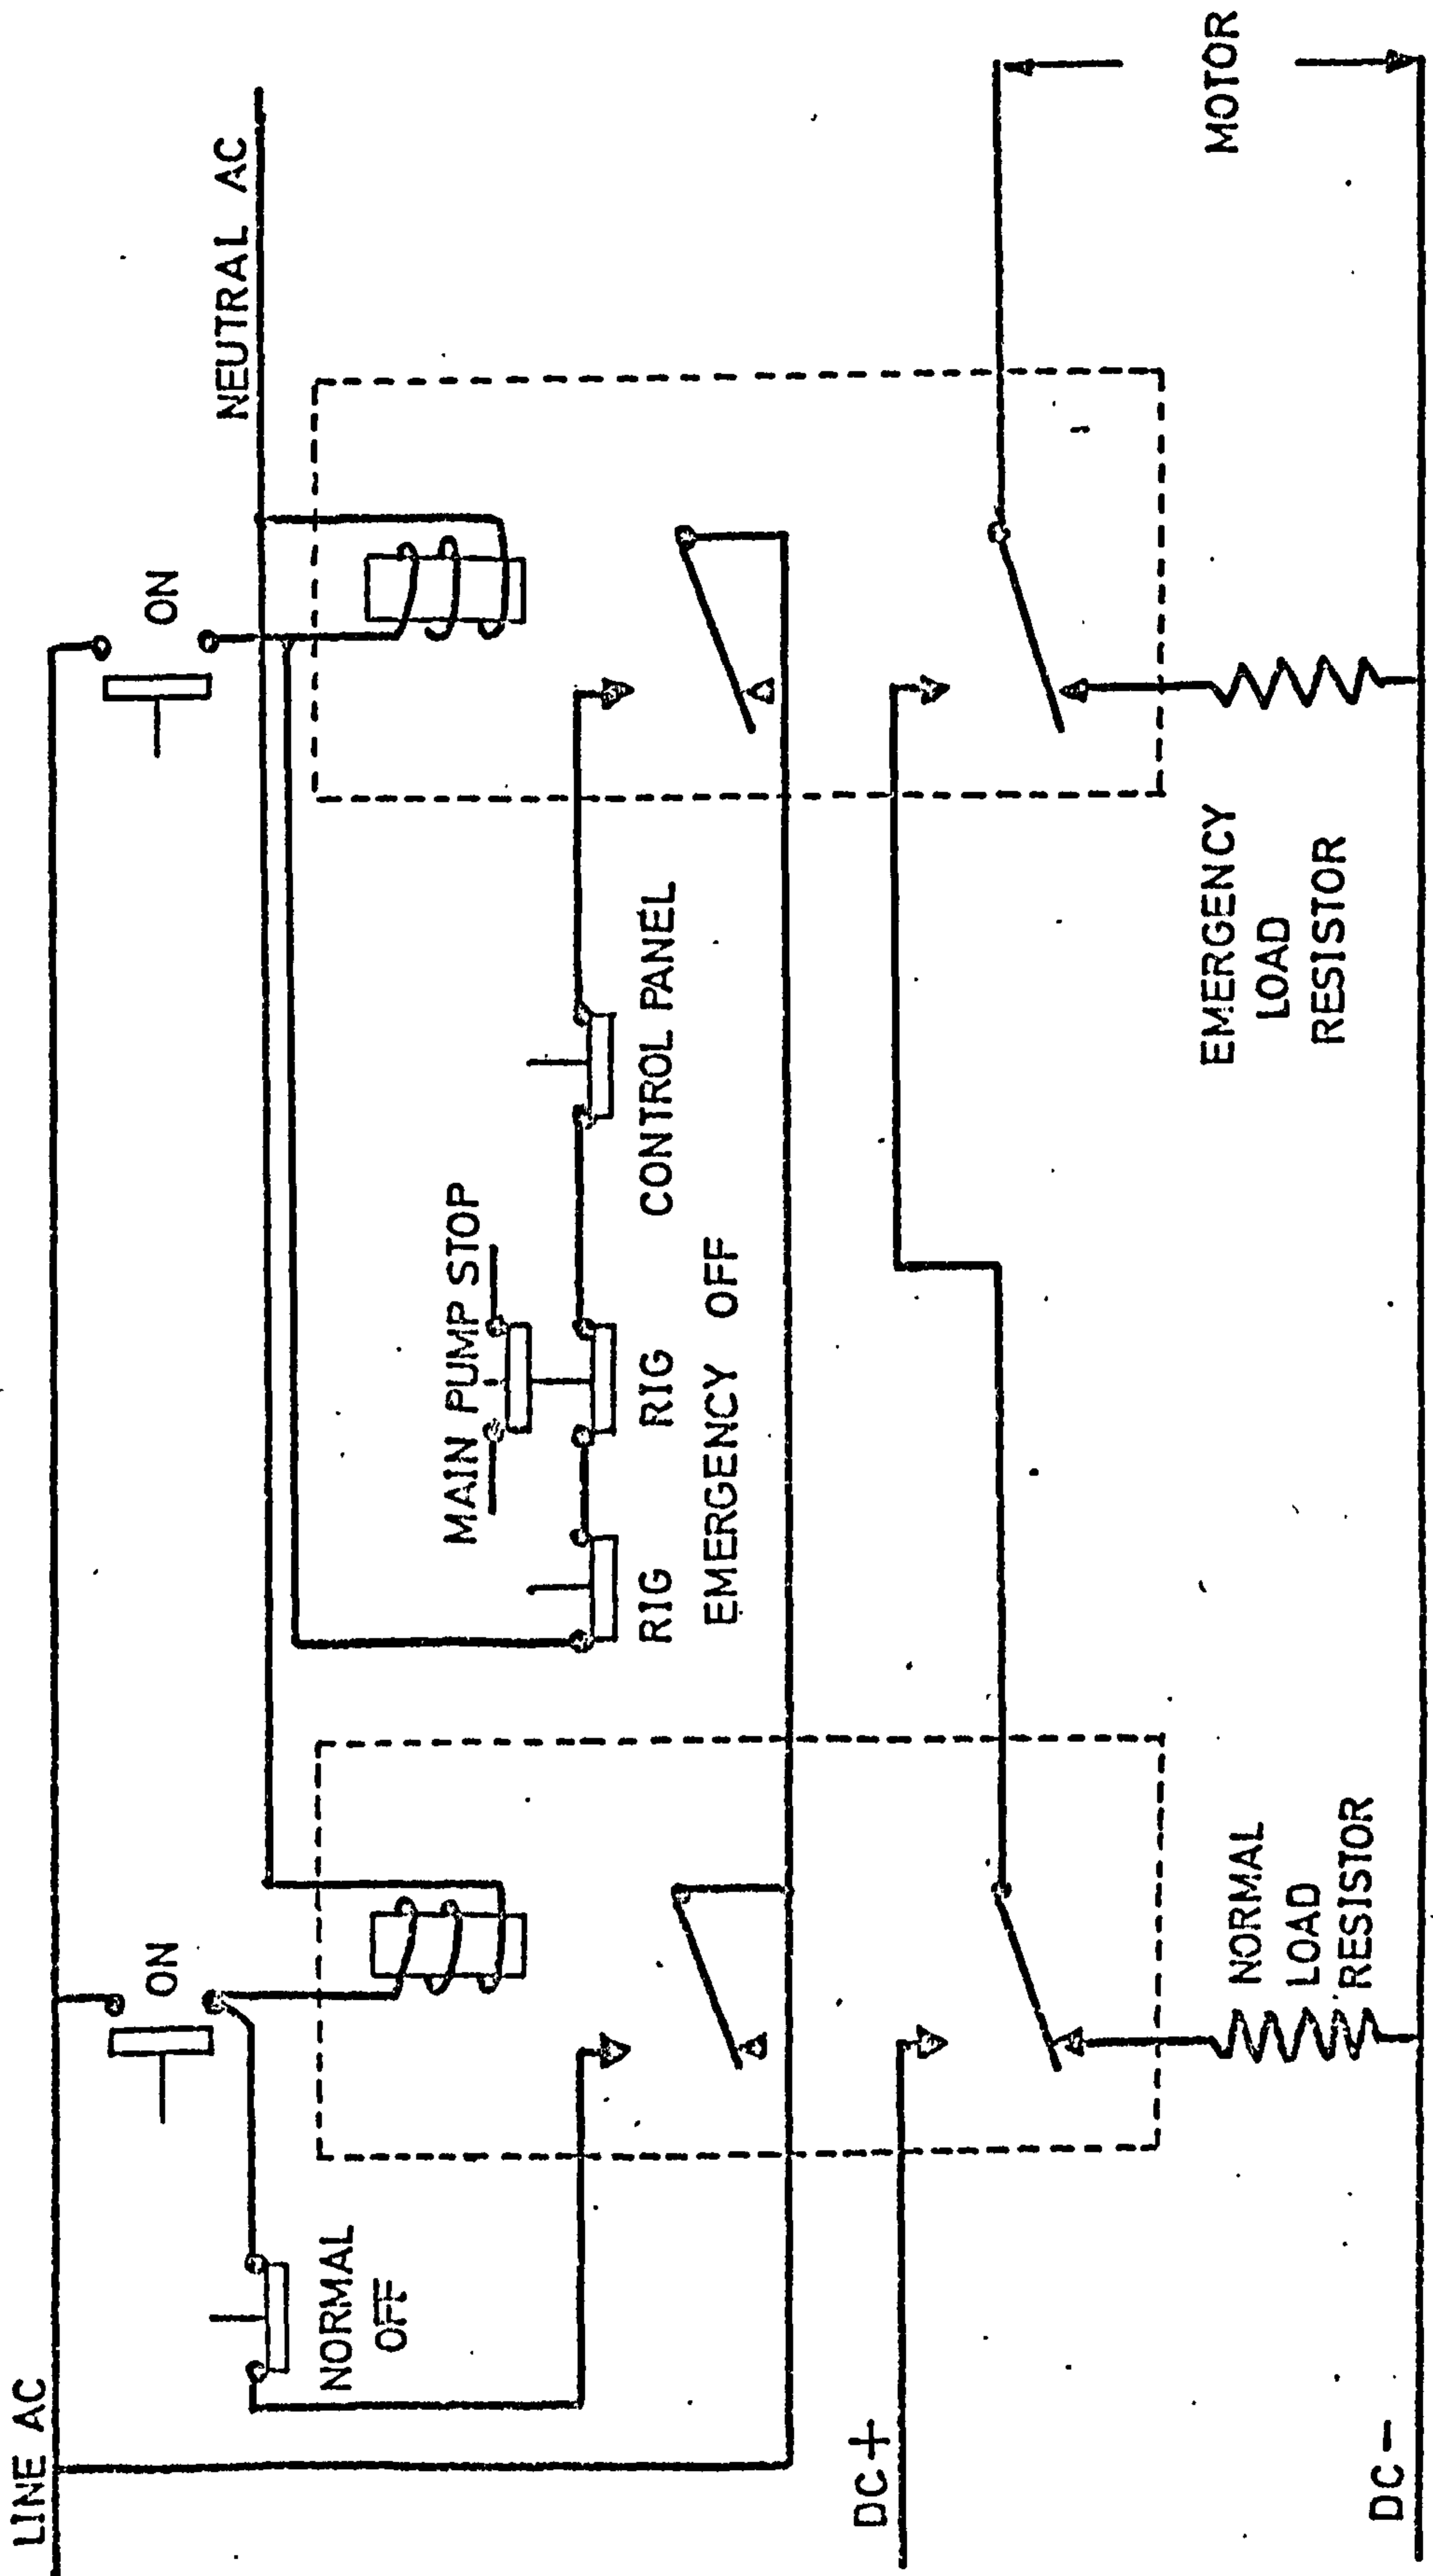 LINE AC
NEUTRAL AC
ON
ON
NORMAL
OFF
MAIN PUMP STOP
RIG
RIG
CONTROL PANEL
EMERGENCY OFF
DC+
NORMAL
LOAD
RESISTOR
EMERGENCY
LOAD
RESISTOR
MOTOR
DC-